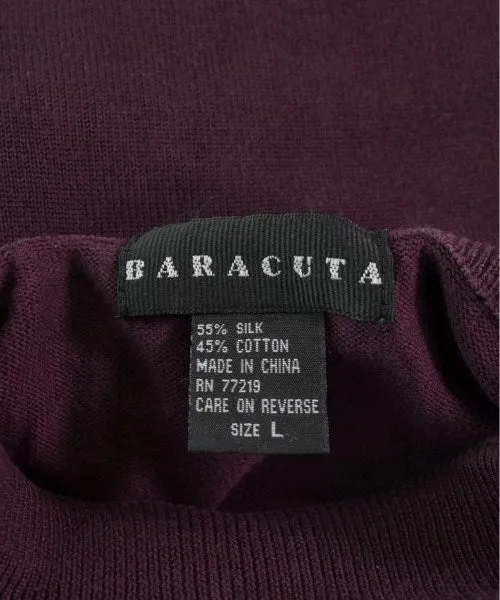 BARACUTA
55% SILK
45% COTTON
MADE IN CHINA
RN 77219
CARE ON REVERSE
SIZE L